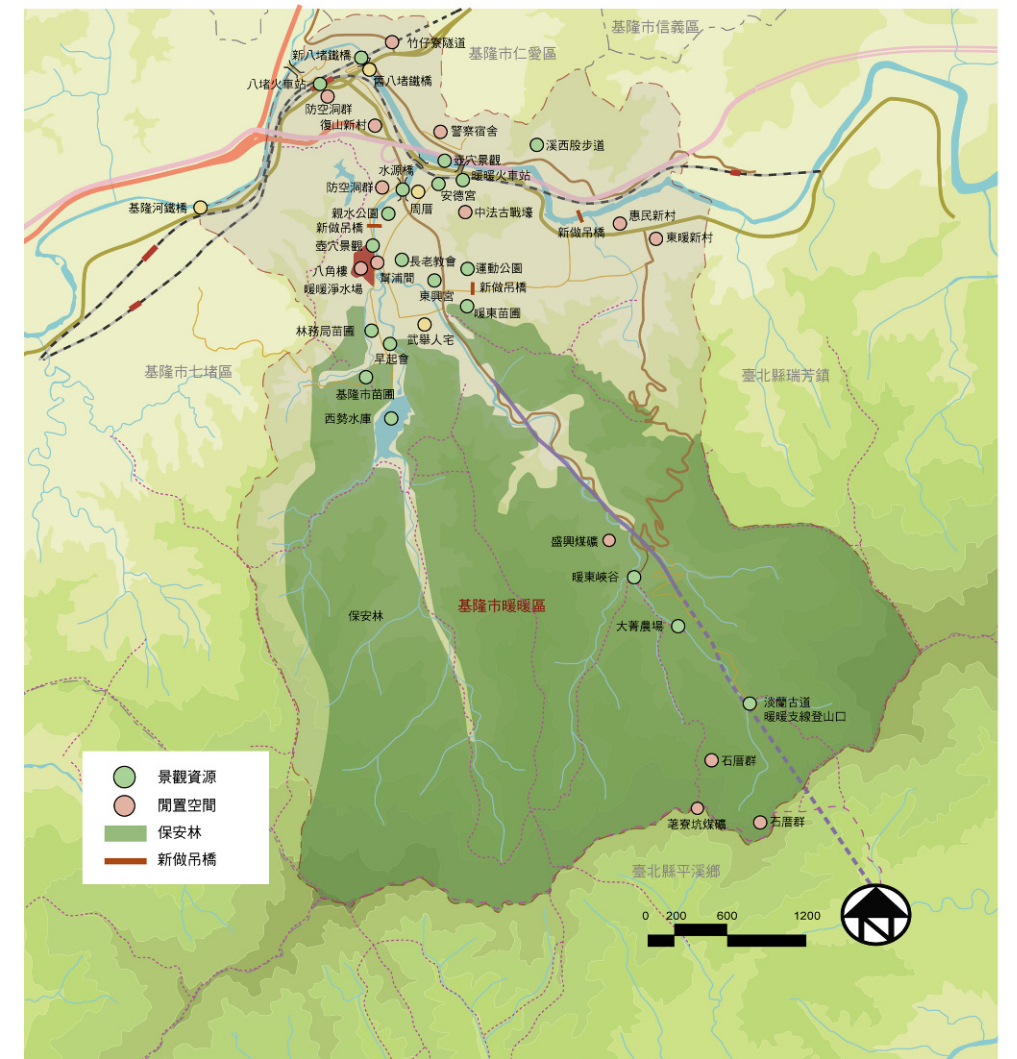 基隆市信義區
竹仔寮隧道
基隆市仁愛區
新八堵鐵橋
八堵火車站
舊八堵鐵橋
防空洞群
復山新村
警察宿舍
溪西股步道
壺穴景觀
水源橋
暖暖火車站
防空洞群
安德宮
周厝
基隆河鐵橋
親水公園
中法古戰壕
惠民新村
新做吊橋
新做吊橋
東暖新村
壺穴景觀
長老教會
八角樓
幫浦間
運動公園
暖暖淨水場
東興宮
新做吊橋
暖東苗圃
林務局苗圃
武舉人宅
早起會
基隆市七堵區
臺北縣瑞芳鎮
基隆市苗圃
西勢水庫
盛興煤礦
暖東峽谷
基隆市暖暖區
保安林
大菁農場
淡蘭古道
暖暖支線登山口
石厝群
荖寮坑煤礦
石厝群
景觀資源
閒置空間
保安林
新做吊橋
臺北縣平溪鄉
0 200 600 1200
N